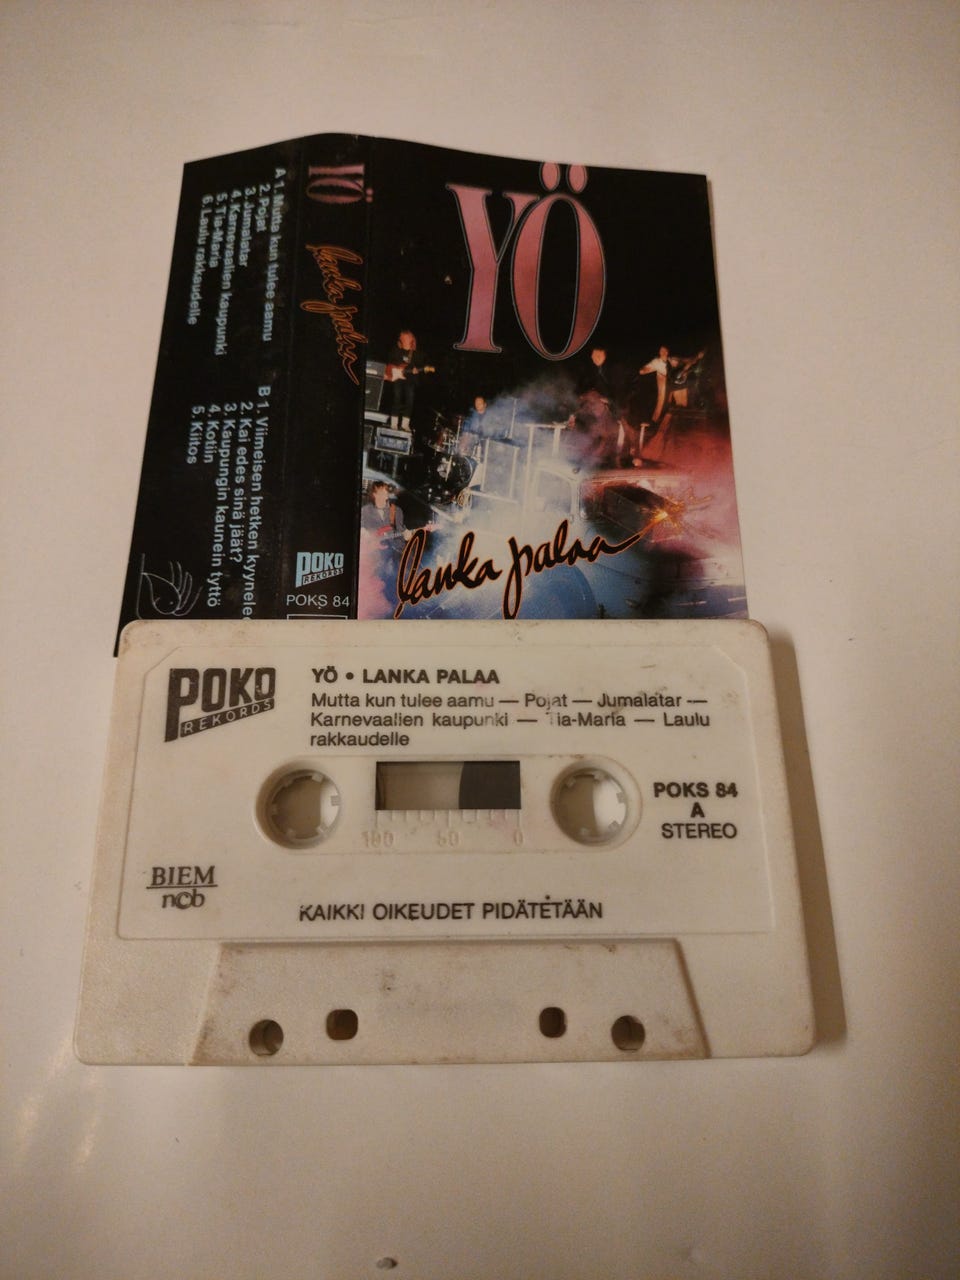 A 1. Mutta kun tulee aamu
2. Pojat
3. Jumalatar
4. Karnevaalien kaupunki
5. Tia-Maria
6. Laulu rakkaudelle
B 1. Viimeisen hetken
2. Kai edes sinä jäät?
3. Kaupungin kaunein tyttö
4. Kotiin
5. Kiitos
YÖ
lanka palaa
POKO
REKORDS
POKS 84
YÖ
lanka palaa
POKO
REKORDS
YÖ • LANKA PALAA
Mutta kun tulee aamu — Pojat — Jumalatar —
Karnevaalien kaupunki — Tia-Maria — Laulu
rakkaudelle
100 50 0
POKS 84
A
STEREO
BIEM
ncb
KAIKKI OIKEUDET PIDÄTETÄÄN